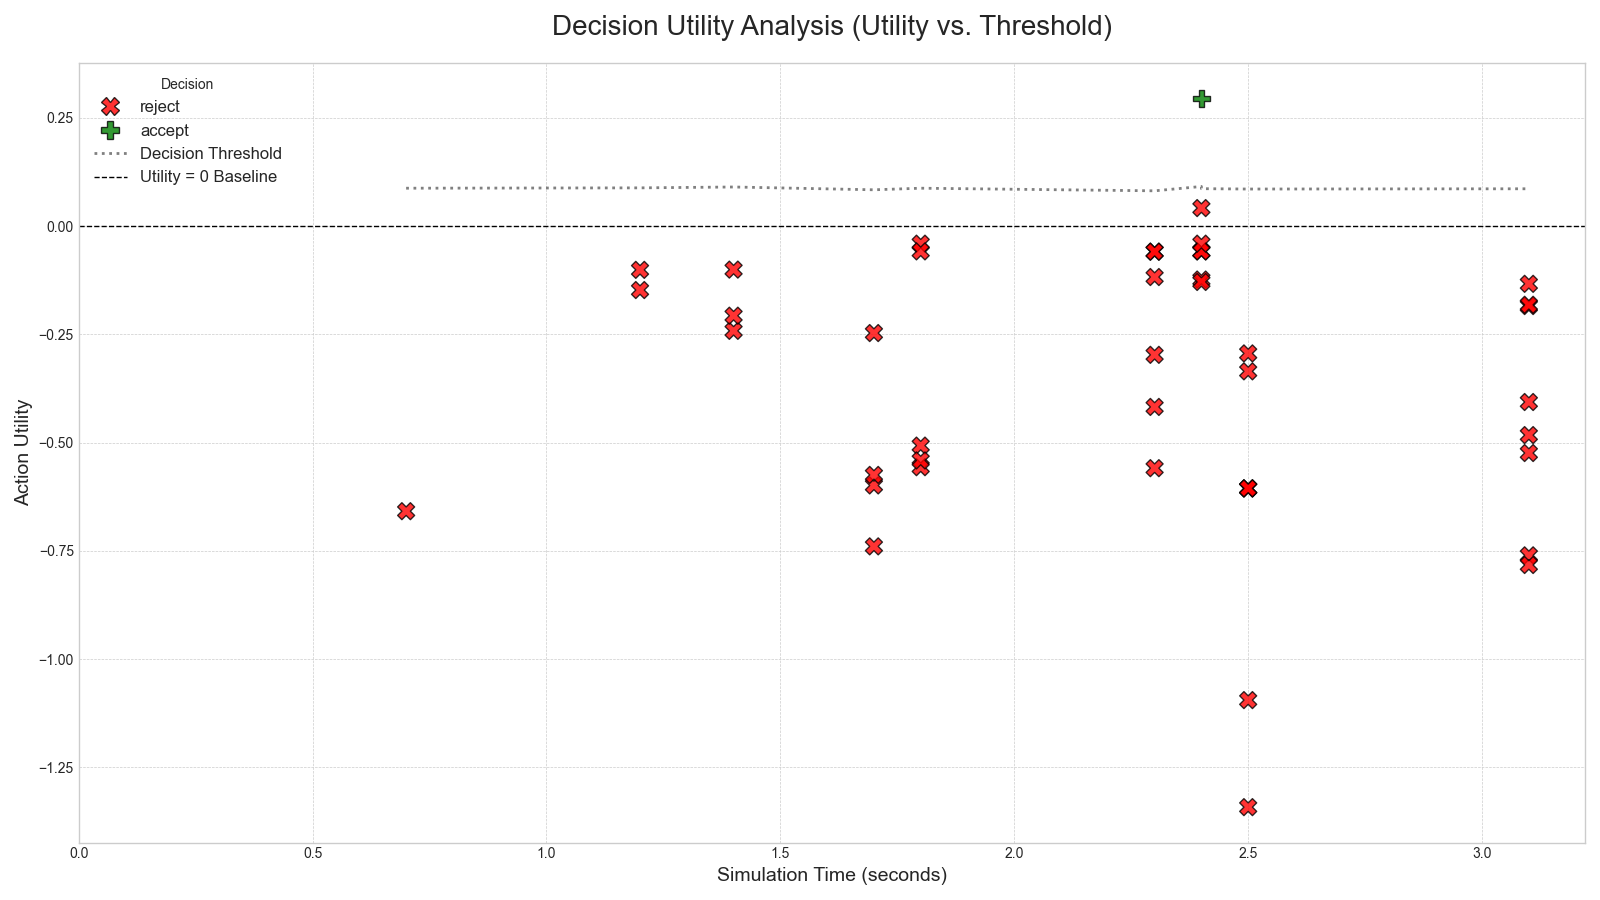 Decision Utility Analysis (Utility vs. Threshold)
Decision
reject
accept
Decision Threshold
Utility = 0 Baseline
0.25
0.00
−0.25
−0.50
−0.75
−1.00
−1.25
Action Utility
0.0 0.5 1.0 1.5 2.0 2.5 3.0
Simulation Time (seconds)